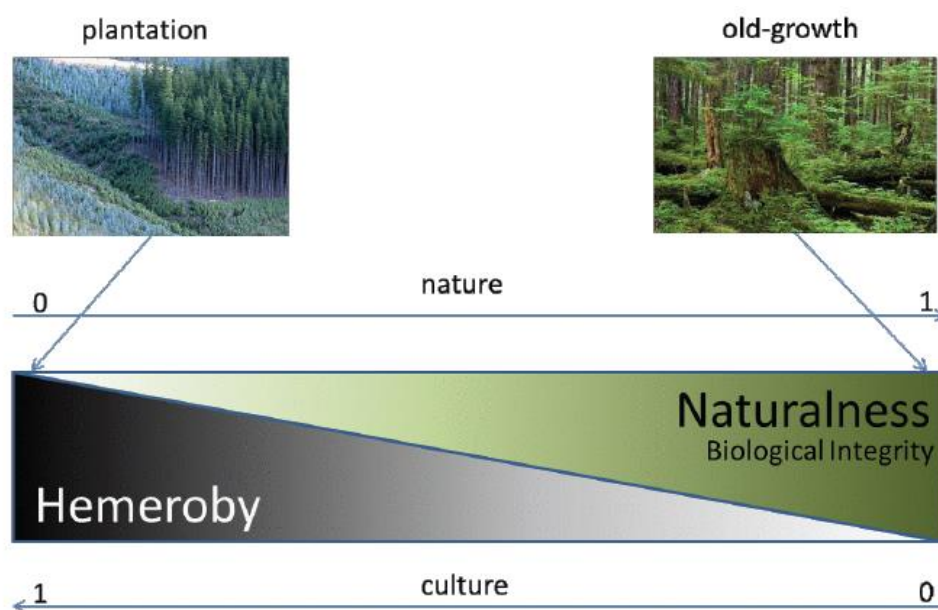 plantation
old-growth
0
nature
1
Naturalness
Biological Integrity
Hemeroby
1
culture
0